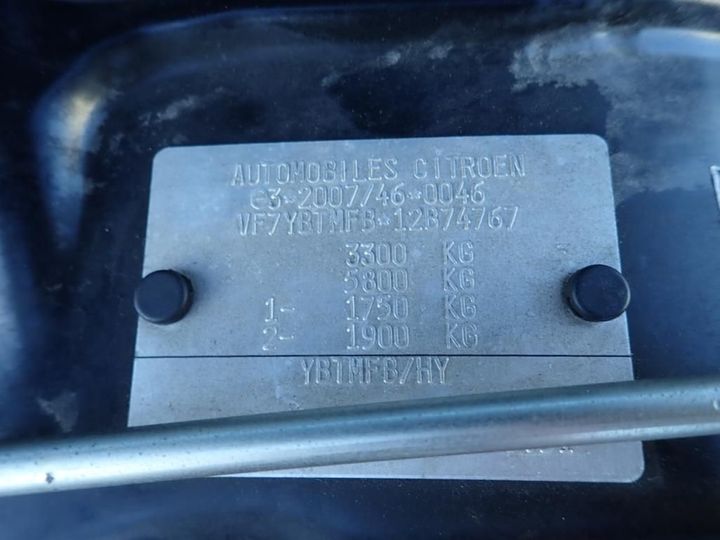 AUTOMOBILES CITROEN
e3*2007/46*0046
VF7YBTMFB*12B74767
3300 KG
5800 KG
1- 1750 KG
2- 1900 KG
YBTMFB/HY